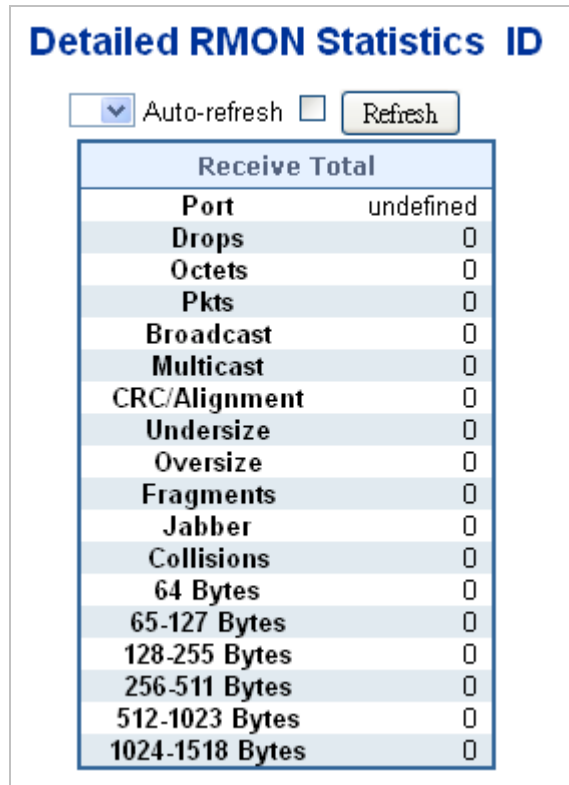 Detailed RMON Statistics ID
Auto-refresh Refresh
Receive Total
Port undefined
Drops 0
Octets 0
Pkts 0
Broadcast 0
Multicast 0
CRC/Alignment 0
Undersize 0
Oversize 0
Fragments 0
Jabber 0
Collisions 0
64 Bytes 0
65-127 Bytes 0
128-255 Bytes 0
256-511 Bytes 0
512-1023 Bytes 0
1024-1518 Bytes 0